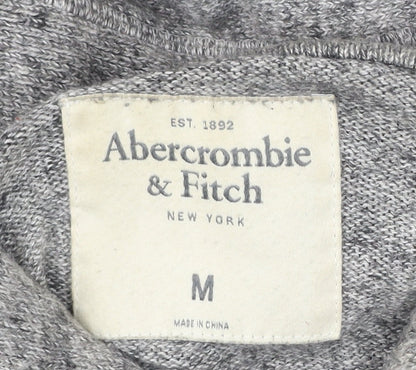 EST. 1892
Abercrombie
& Fitch
NEW YORK
M
MADE IN CHINA